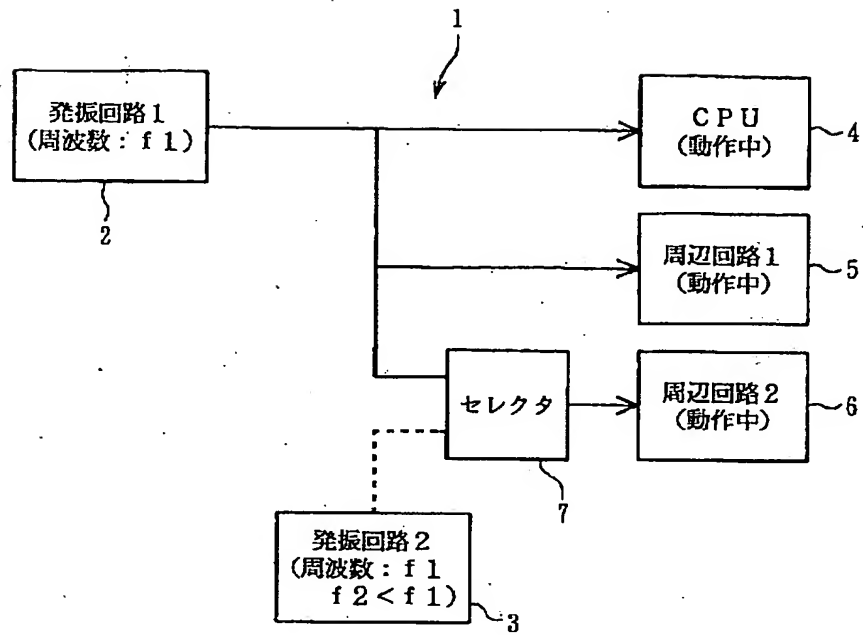 1
発振回路1
(周波数:f1)
2
CPU
(動作中)
4
周辺回路1
(動作中)
5
セレクタ
7
周辺回路2
(動作中)
6
発振回路2
(周波数:f1
f2<f1)
3